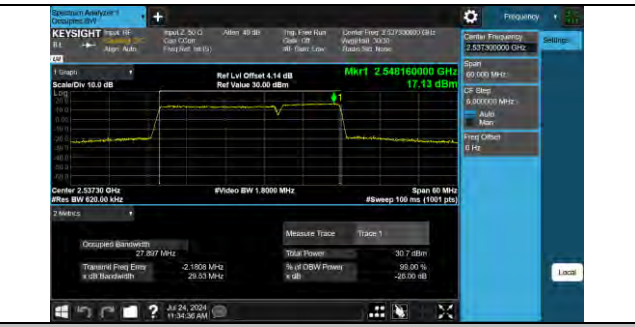 Spectrum Analyzer 1
Occupied BW
Frequency
KEYSIGHT Input: RF
Align: Auto
Input Z: 50 Ω
Atten: 40 dB
Trig: Free Run
Center Freq: 2.537300000 GHz
Radio Std: None
Center Frequency
2.537300000 GHz
Settings
Span
60.000 MHz
CF Step
6.000000 MHz
Auto
Man
Freq Offset
0 Hz
1 Graph
Scale/Div 10.0 dB
Ref Lvl Offset 4.14 dB
Ref Value 30.00 dBm
Mkr1 2.548160000 GHz
17.13 dBm
Log
1
Center 2.53730 GHz
#Res BW 620.00 kHz
#Video BW 1.8000 MHz
Span 60 MHz
#Sweep 100 ms (1001 pts)
2 Metrics
Measure Trace
Trace 1
Occupied Bandwidth
27.897 MHz
Total Power
30.7 dBm
Transmit Freq Error
-2.1808 MHz
% of OBW Power
99.00 %
x dB Bandwidth
29.53 MHz
x dB
-26.00 dB
Local
?
Jul 24, 2024
11:34:36 AM